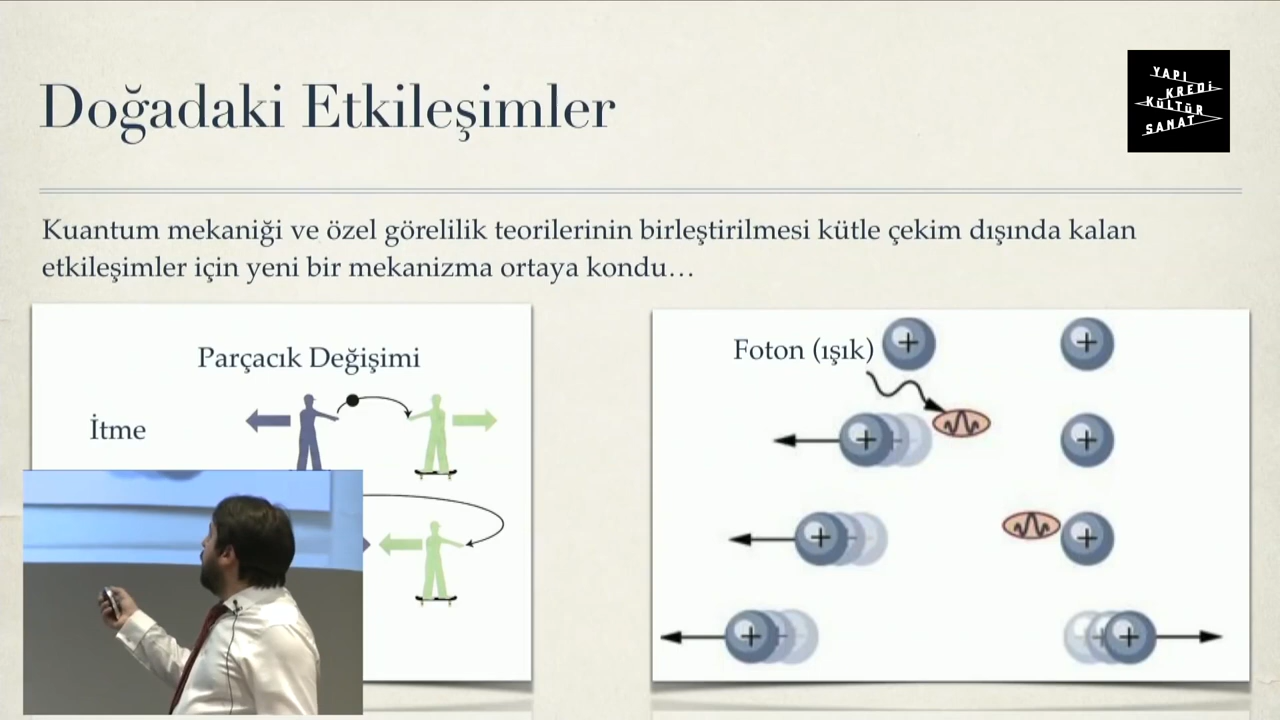 Doğadaki Etkileşimler
YAPI
KREDİ
KÜLTÜR
SANAT
Kuantum mekaniği ve özel görelilik teorilerinin birleştirilmesi kütle çekim dışında kalan
etkileşimler için yeni bir mekanizma ortaya kondu…
Parçacık Değişimi
İtme
Foton (ışık)
+ +
+ + +
+ +
+ + + +